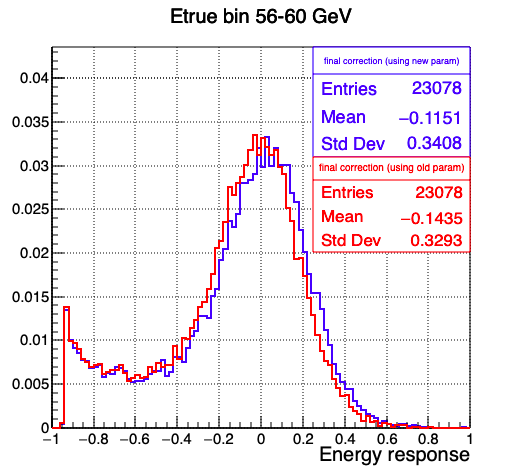 Etrue bin 56-60 GeV
final correction (using new param)
Entries 23078
Mean −0.1151
Std Dev 0.3408
final correction (using old param)
Entries 23078
Mean −0.1435
Std Dev 0.3293
0.04
0.035
0.03
0.025
0.02
0.015
0.01
0.005
0
−1 −0.8 −0.6 −0.4 −0.2 0 0.2 0.4 0.6 0.8 1
Energy response